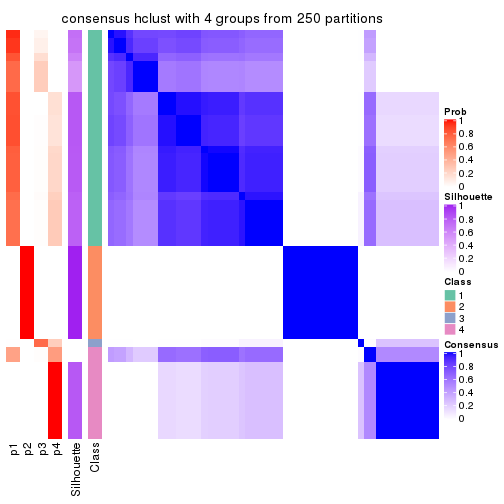 consensus hclust with 4 groups from 250 partitions
Prob
1
0.8
0.6
0.4
0.2
0
Silhouette
1
0.8
0.6
0.4
0.2
0
Class
1
2
3
4
Consensus
1
0.8
0.6
0.4
0.2
0
p1
p2
p3
p4
Silhouette
Class